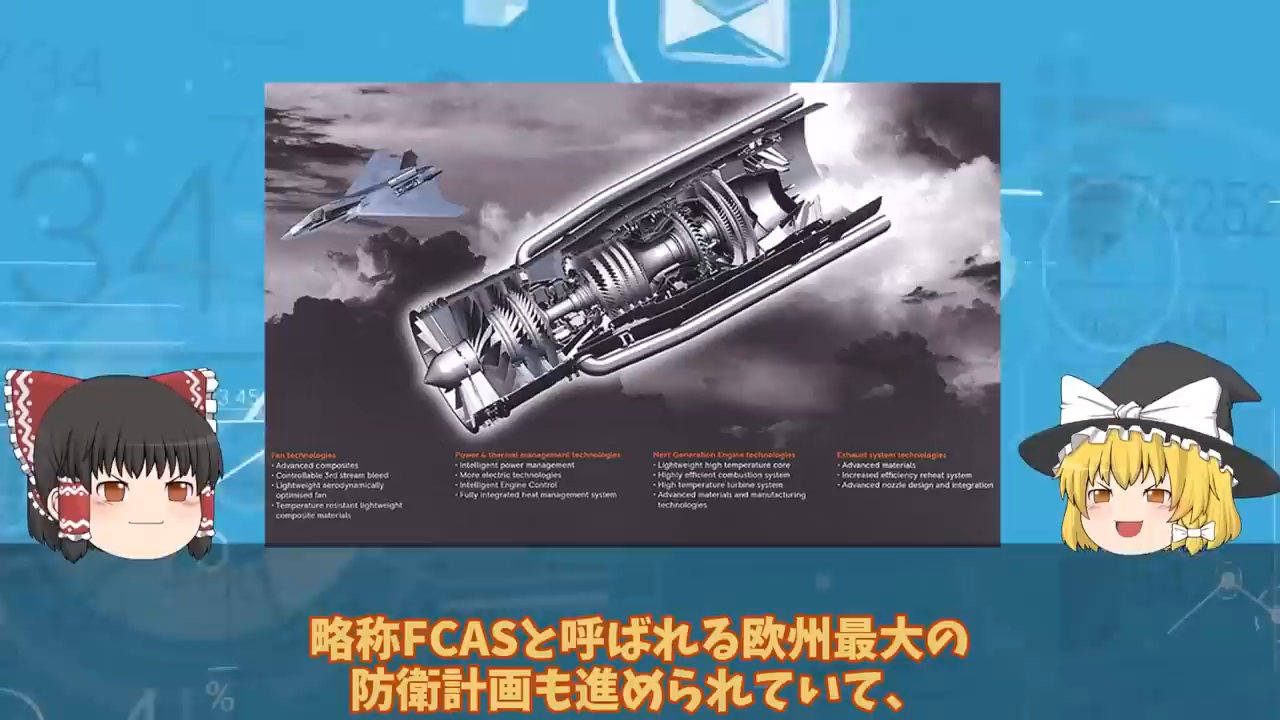 Fan technologies
· Advanced composites
· Controllable 3rd stream bleed
· Lightweight aerodynamically
optimised fan
· Temperature resistant lightweight
composite materials
Power & thermal management technologies
· Intelligent power management
· More electric technologies
· Intelligent Engine Control
· Fully integrated heat management system
Next Generation Engine technologies
· Lightweight high temperature core
· Highly efficient combustion system
· High temperature turbine system
· Advanced materials and manufacturing
technologies
Exhaust system technologies
· Advanced materials
· Increased efficiency reheat system
· Advanced nozzle design and integration
略称FCASと呼ばれる欧州最大の
防衛計画も進められていて、